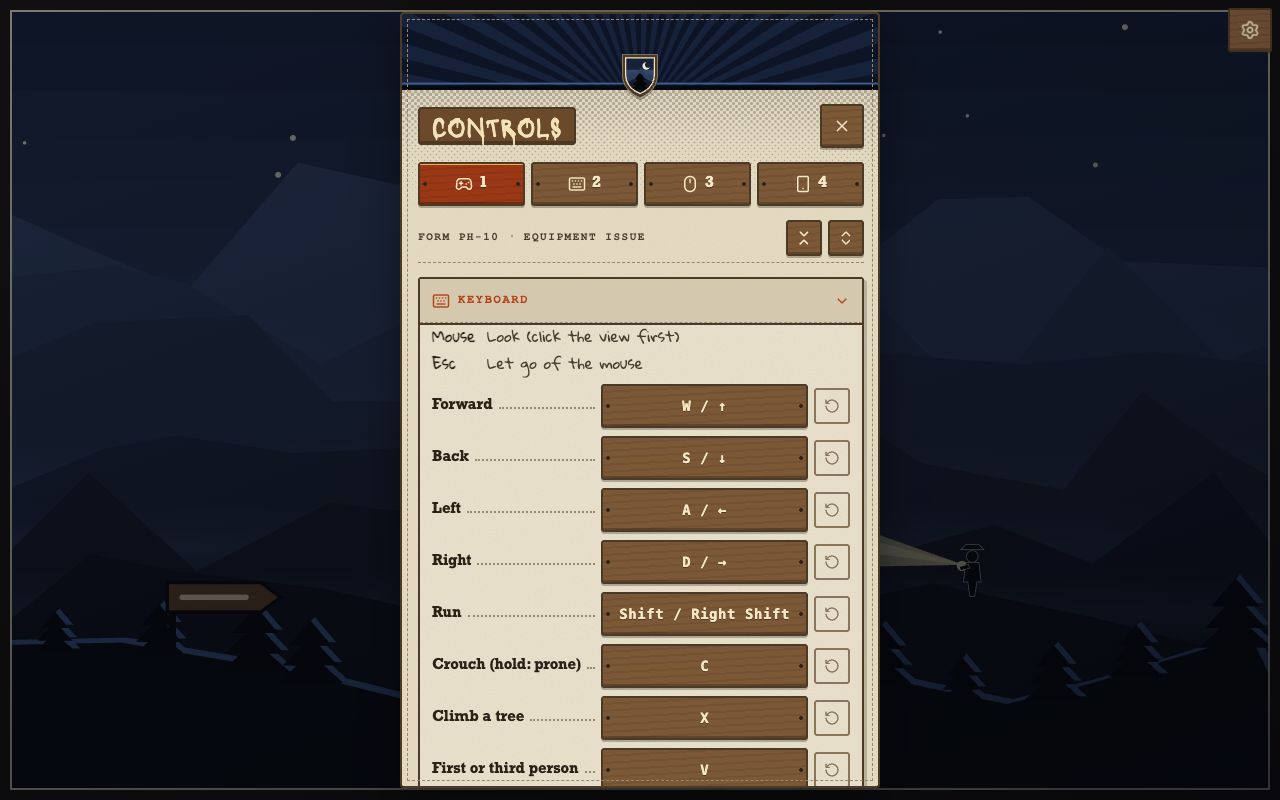 CONTROLS
1
2
3
4
FORM PH-10 · EQUIPMENT ISSUE
KEYBOARD
Mouse Look (click the view first)
Esc Let go of the mouse
Forward W / ↑
Back S / ↓
Left A / ←
Right D / →
Run Shift / Right Shift
Crouch (hold: prone) C
Climb a tree X
First or third person V